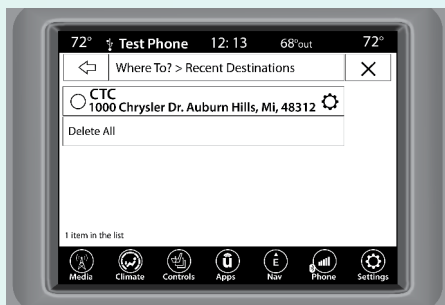 72° Test Phone 12: 13 68°out 72°
Where To? > Recent Destinations
CTC
1000 Chrysler Dr. Auburn Hills, Mi, 48312
Delete All
1 item in the list
Media Climate Controls Apps Nav Phone Settings